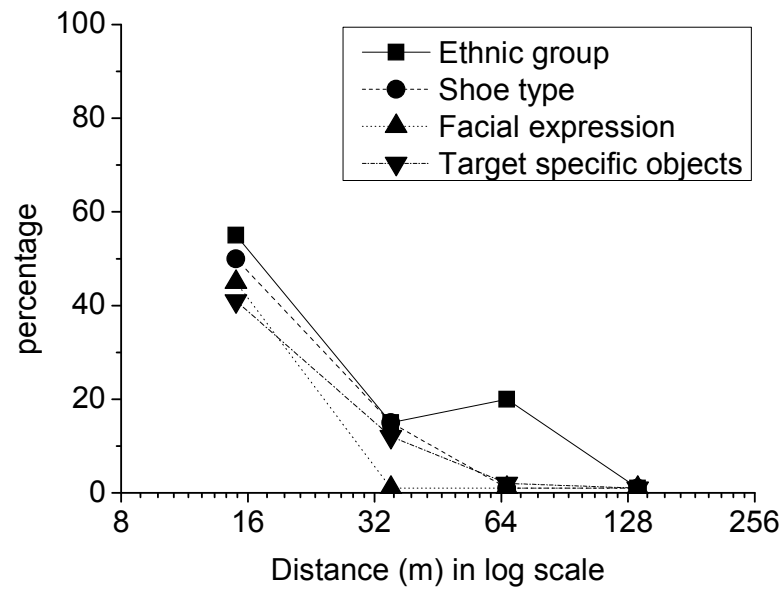 100
80
60
40
20
0
percentage
Ethnic group
Shoe type
Facial expression
Target specific objects
8 16 32 64 128 256
Distance (m) in log scale